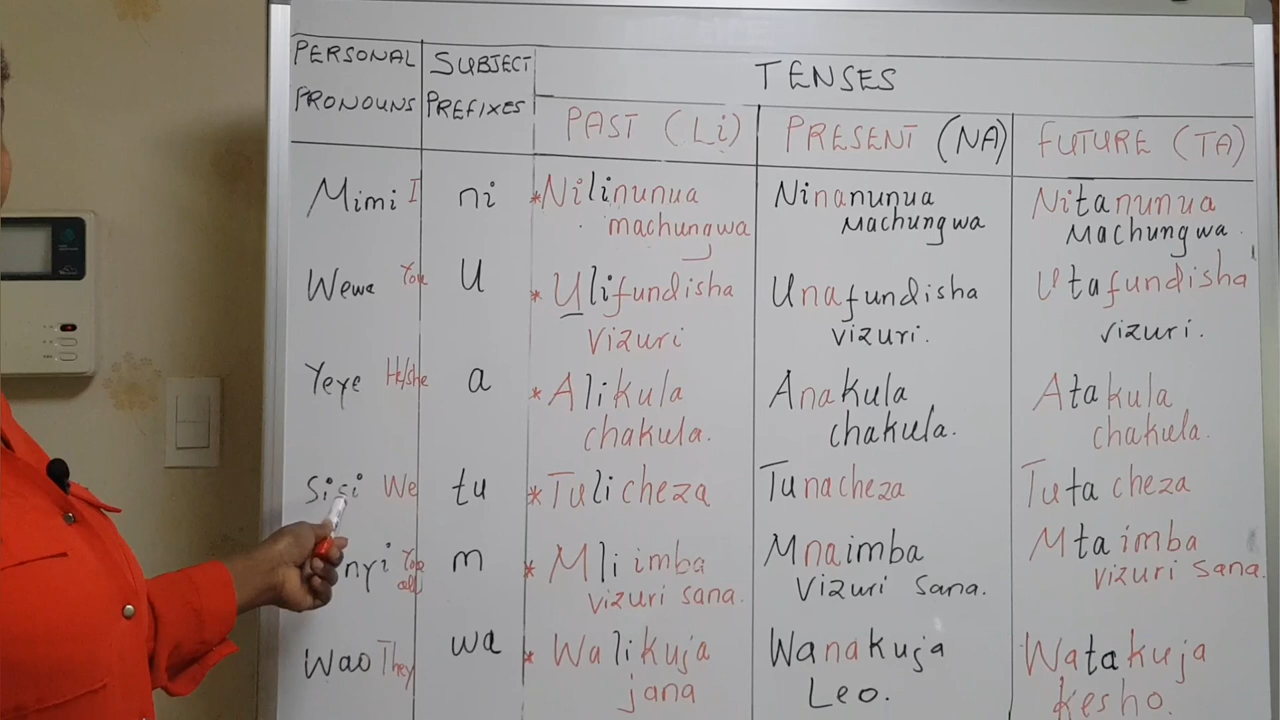 PERSONAL PRONOUNS
SUBJECT PREFIXES
TENSES
PAST (Li)
PRESENT (NA)
FUTURE (TA)
Mimi I
ni
*Nilinunua
machungwa
Ninanunua
Machungwa
Nitanunua
Machungwa.
Wewe You
U
*Ulifundisha
vizuri
Unafundisha
vizuri.
Utafundisha
vizuri.
Yeye He/she
a
*Alikula
chakula.
Anakula
chakula.
Atakula
chakula.
Sisi We
tu
*Tulicheza
Tunacheza
Tutacheza
nyi You all
m
*Mliimba
vizuri sana.
Mnaimba
Vizuri Sana.
Mtaimba
vizuri sana.
Wao They
wa
*Walikuja
jana
Wanakuja
Leo.
Watakuja
kesho.